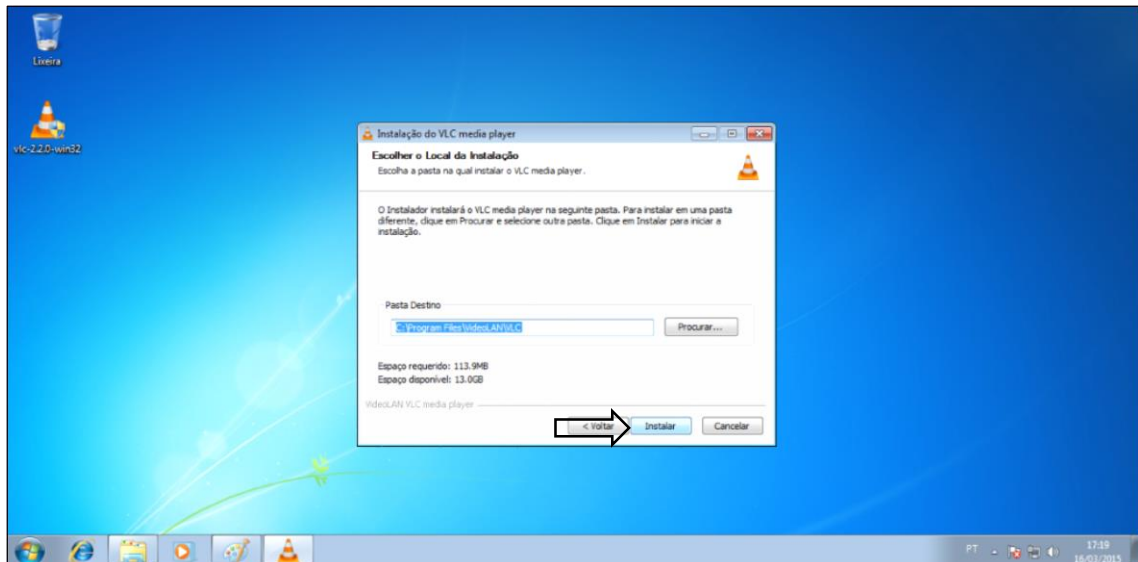 Lixeira
vlc-2.2.0-win32
Instalação do VLC media player
Escolher o Local da Instalação
Escolha a pasta na qual instalar o VLC media player.
O Instalador instalará o VLC media player na seguinte pasta. Para instalar em uma pasta
diferente, clique em Procurar e selecione outra pasta. Clique em Instalar para iniciar a
instalação.
Pasta Destino
C:\Program Files\VideoLAN\VLC
Procurar...
Espaço requerido: 113.9MB
Espaço disponível: 13.0GB
VideoLAN VLC media player
< Voltar
Instalar
Cancelar
PT
17:19
16/03/2015